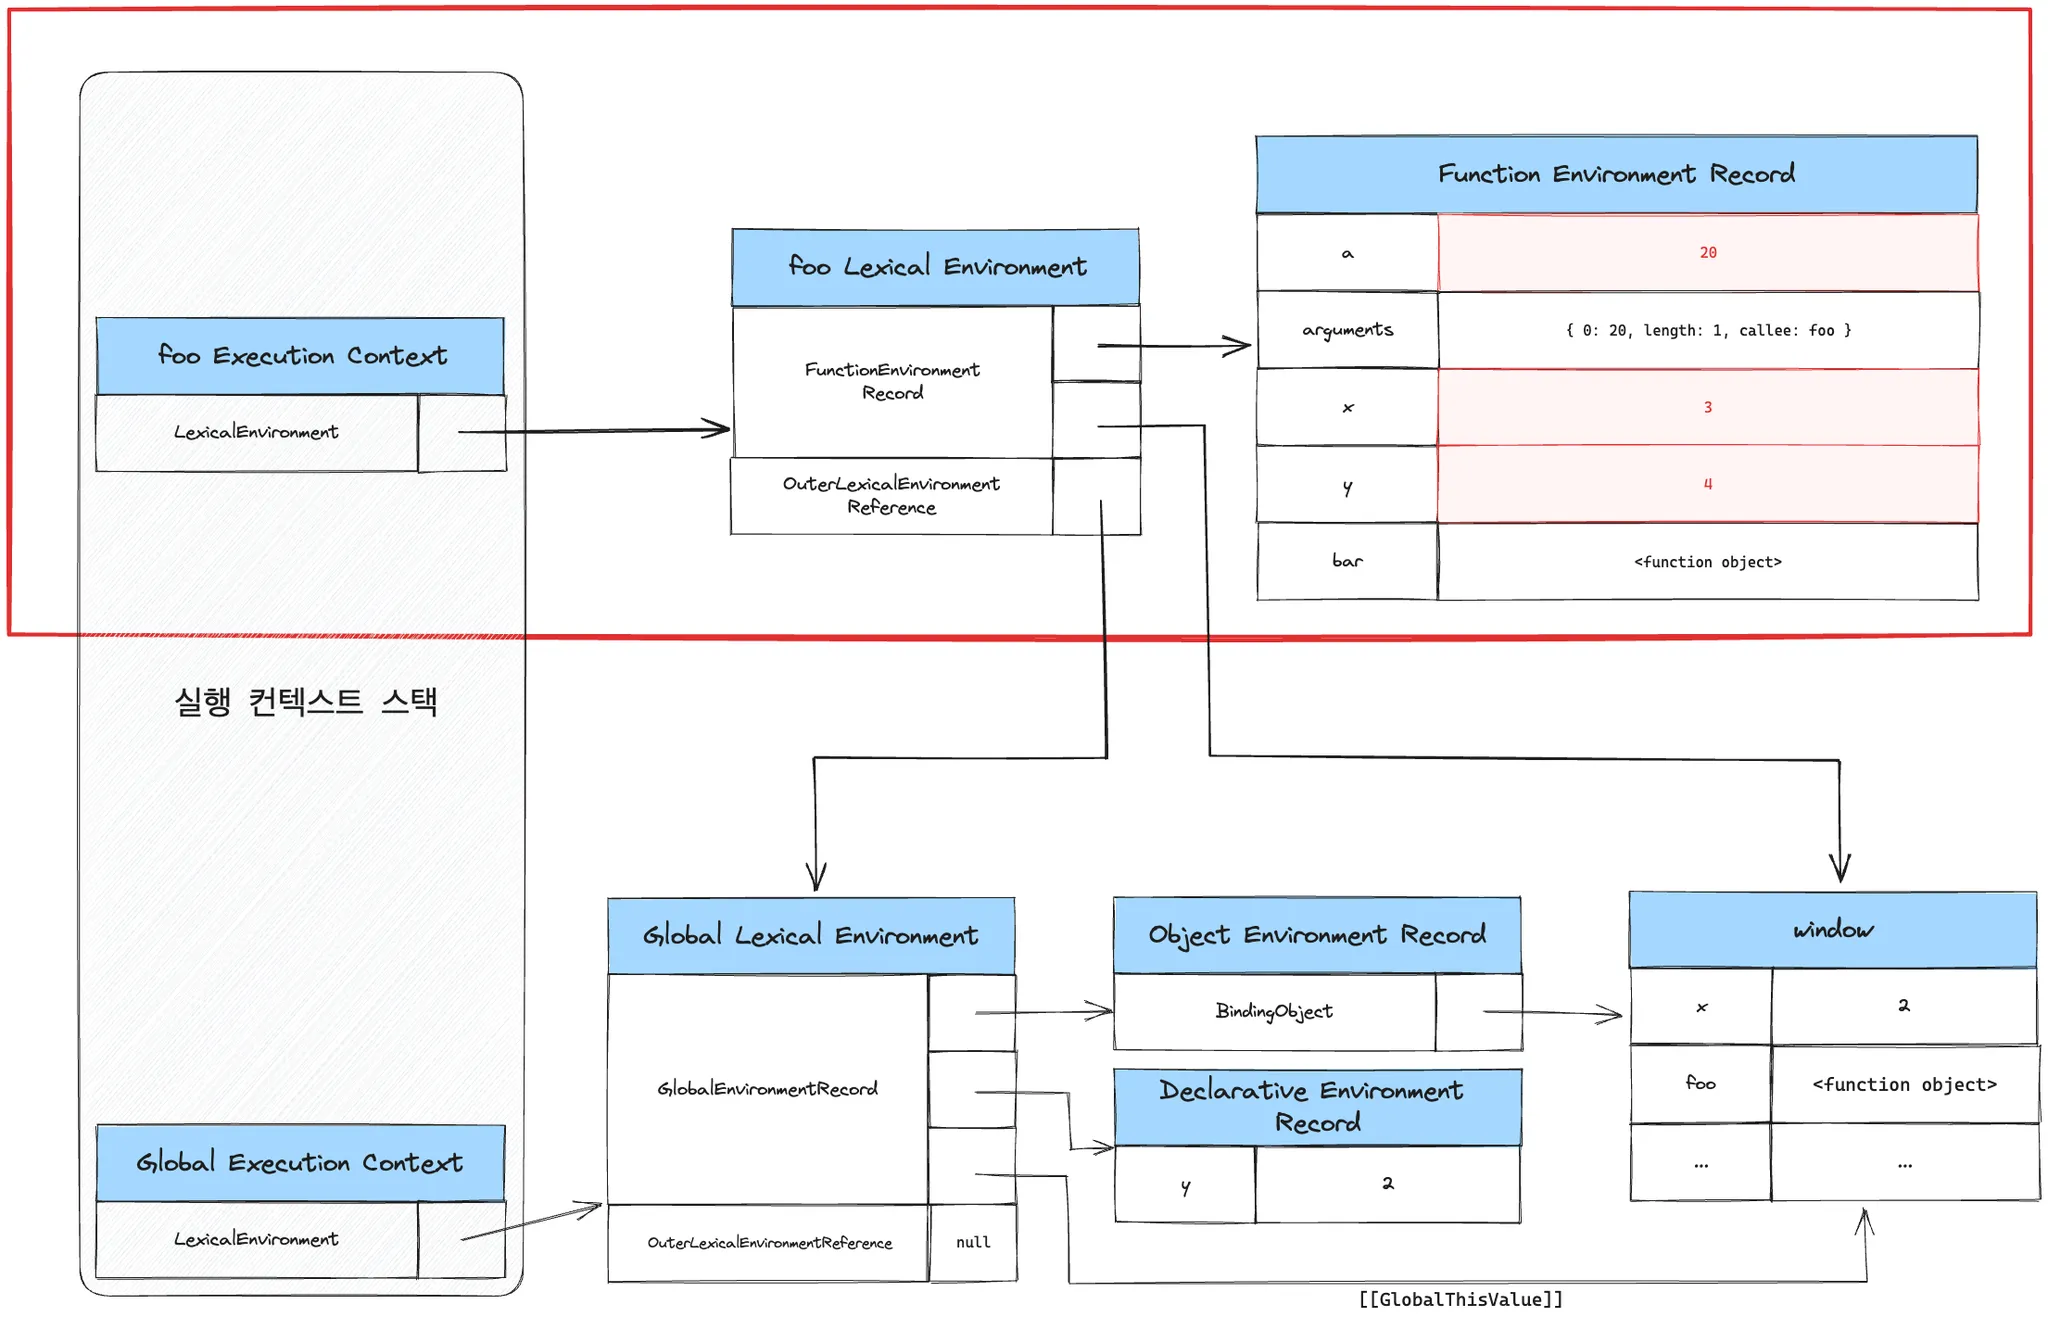 Function Environment Record
a
20
arguments
{ 0: 20, length: 1, callee: foo }
x
3
y
4
bar
<function object>
foo Lexical Environment
FunctionEnvironment
Record
OuterLexicalEnvironment
Reference
foo Execution Context
LexicalEnvironment
실행 컨텍스트 스택
Global Execution Context
LexicalEnvironment
Global Lexical Environment
GlobalEnvironmentRecord
OuterLexicalEnvironmentReference
null
Object Environment Record
BindingObject
Declarative Environment
Record
y
2
window
x
2
foo
<function object>
...
...
[[GlobalThisValue]]